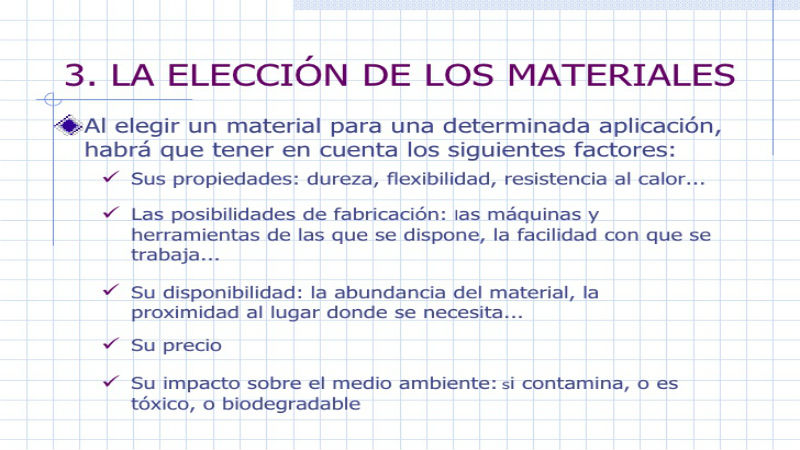 3. LA ELECCIÓN DE LOS MATERIALES
Al elegir un material para una determinada aplicación,
habrá que tener en cuenta los siguientes factores:
Sus propiedades: dureza, flexibilidad, resistencia al calor...
Las posibilidades de fabricación: las máquinas y
herramientas de las que se dispone, la facilidad con que se
trabaja...
Su disponibilidad: la abundancia del material, la
proximidad al lugar donde se necesita...
Su precio
Su impacto sobre el medio ambiente: si contamina, o es
tóxico, o biodegradable